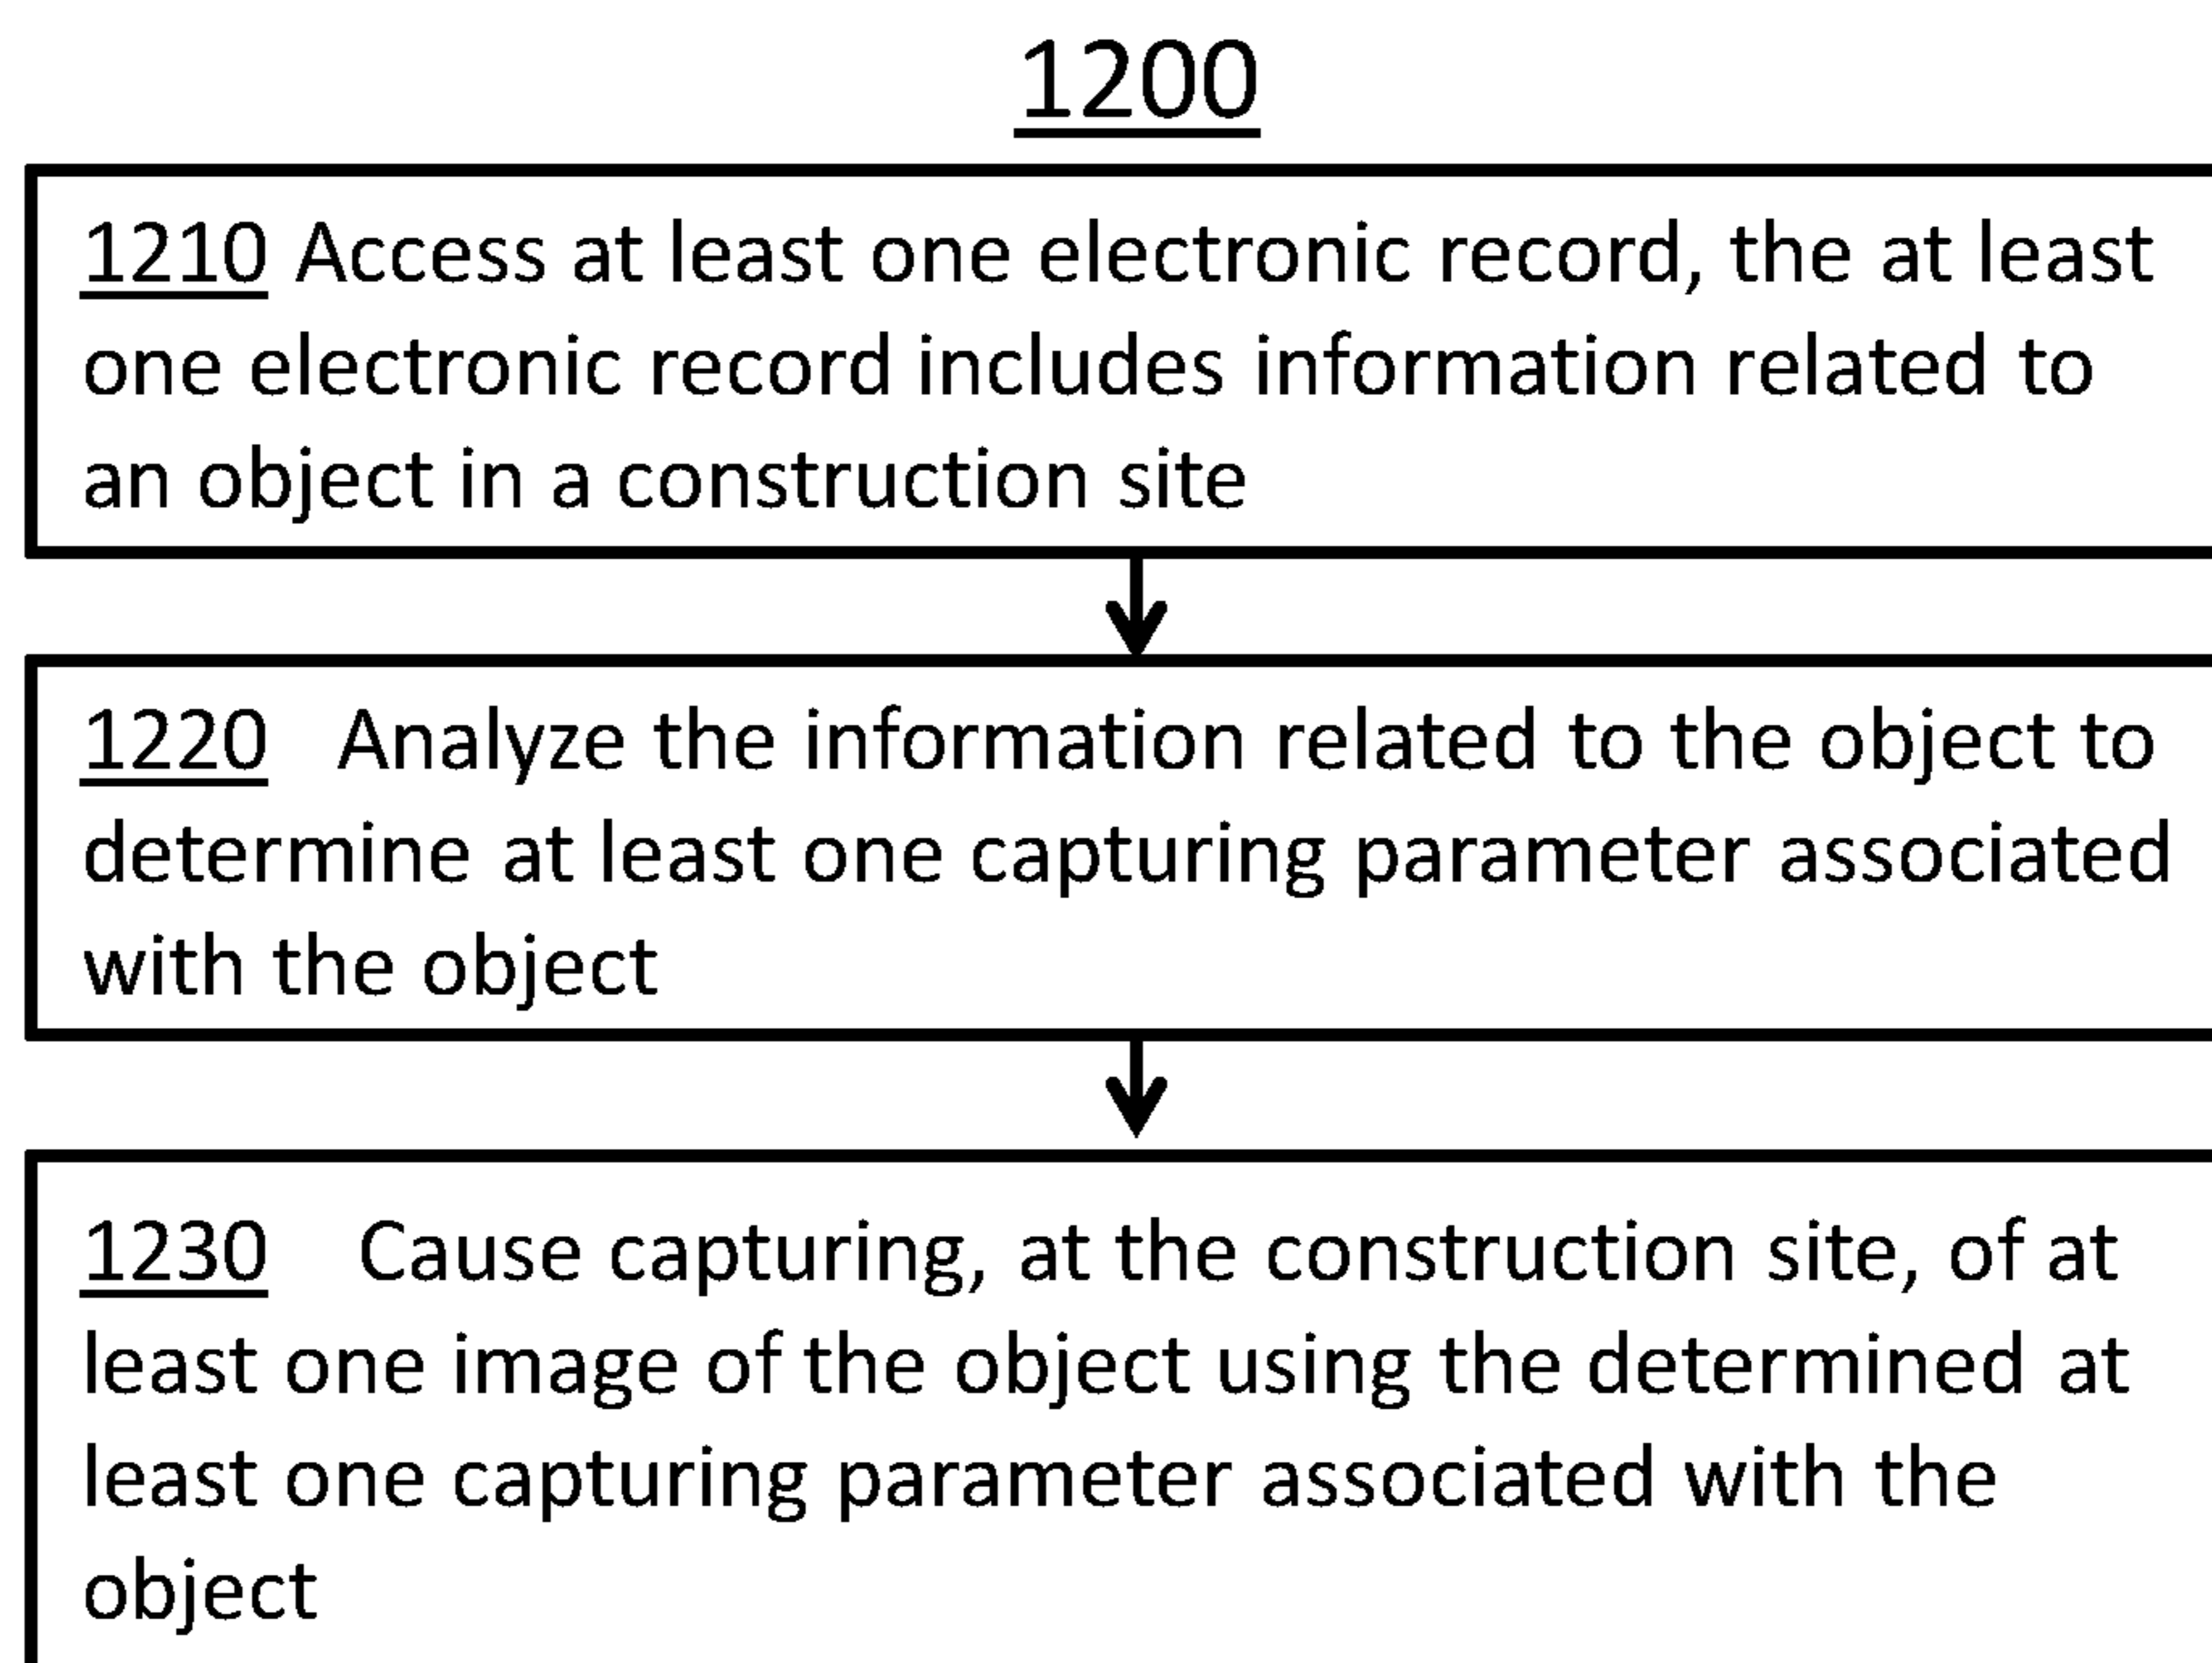 1200
1210 Access at least one electronic record, the at least
one electronic record includes information related to
an object in a construction site
1220 Analyze the information related to the object to
determine at least one capturing parameter associated
with the object
1230 Cause capturing, at the construction site, of at
least one image of the object using the determined at
least one capturing parameter associated with the
object